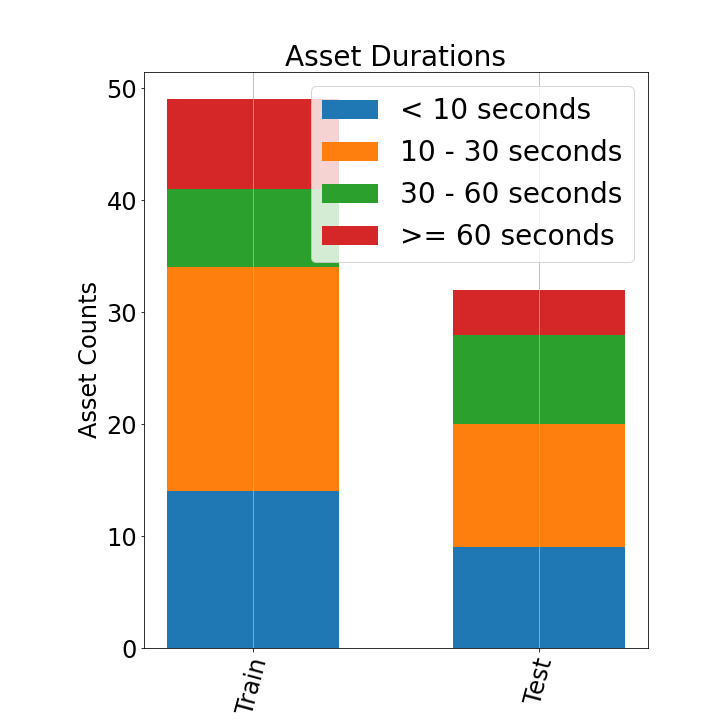 Asset Durations
50
40
30
20
10
0
Asset Counts
< 10 seconds
10 - 30 seconds
30 - 60 seconds
>= 60 seconds
Train
Test